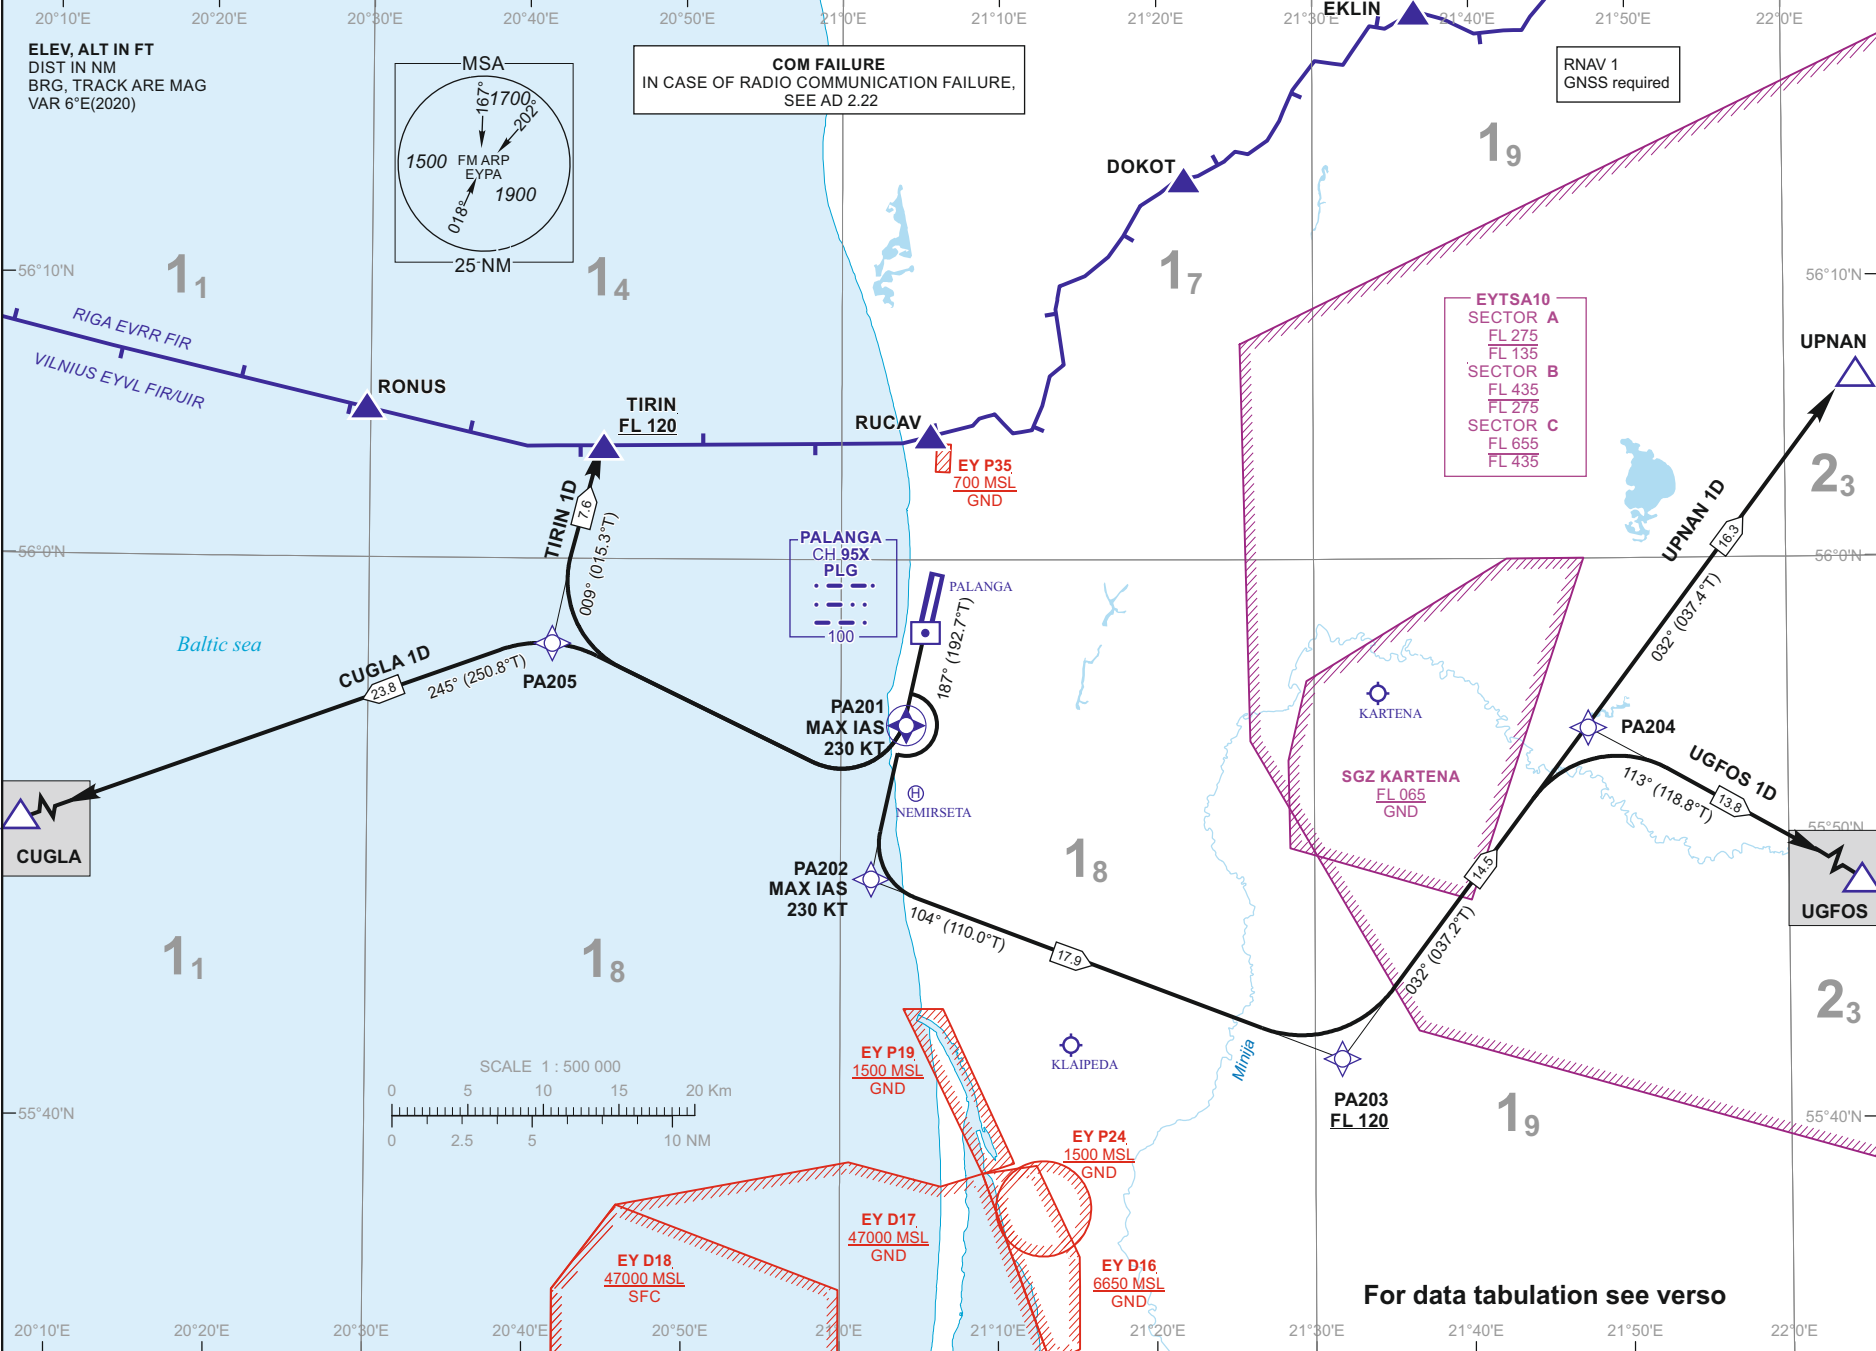 20°10'E 20°20'E 20°30'E 20°40'E 20°50'E 21°0'E 21°10'E 21°20'E 21°30'E 21°40'E 21°50'E 22°0'E
EKLIN
ELEV, ALT IN FT
DIST IN NM
BRG, TRACK ARE MAG
VAR 6°E(2020)
MSA
167°
1700
202°
1500
FM ARP
EYPA
1900
018°
25 NM
COM FAILURE
IN CASE OF RADIO COMMUNICATION FAILURE,
SEE AD 2.22
RNAV 1
GNSS required
19
DOKOT
17
56°10'N
11
14
56°10'N
RIGA EVRR FIR
VILNIUS EYVL FIR/UIR
EYTSA10
SECTOR A
FL 275
FL 135
SECTOR B
FL 435
FL 275
SECTOR C
FL 655
FL 435
UPNAN
RONUS
TIRIN
FL 120
RUCAV
EY P35
700 MSL
GND
23
TIRIN 1D
7.6
009° (015.3°T)
UPNAN 1D
16.3
032° (037.4°T)
56°0'N
56°0'N
PALANGA
CH 95X
PLG
100
PALANGA
187° (192.7°T)
Baltic sea
CUGLA 1D
23.8
245° (250.8°T)
PA205
PA201
MAX IAS
230 KT
KARTENA
PA204
UGFOS 1D
113° (118.8°T)
13.8
SGZ KARTENA
FL 065
GND
H
NEMIRSETA
55°50'N
CUGLA
PA202
MAX IAS
230 KT
18
14.5
UGFOS
104° (110.0°T)
17.9
032° (037.2°T)
11
18
23
EY P19
1500 MSL
GND
KLAIPEDA
Minija
SCALE 1 : 500 000
0 5 10 15 20 Km
0 2.5 5 10 NM
55°40'N
PA203
FL 120
19
55°40'N
EY P24
1500 MSL
GND
EY D17
47000 MSL
GND
EY D18
47000 MSL
SFC
EY D16
6650 MSL
GND
For data tabulation see verso
20°10'E 20°20'E 20°30'E 20°40'E 20°50'E 21°0'E 21°10'E 21°20'E 21°30'E 21°40'E 21°50'E 22°0'E